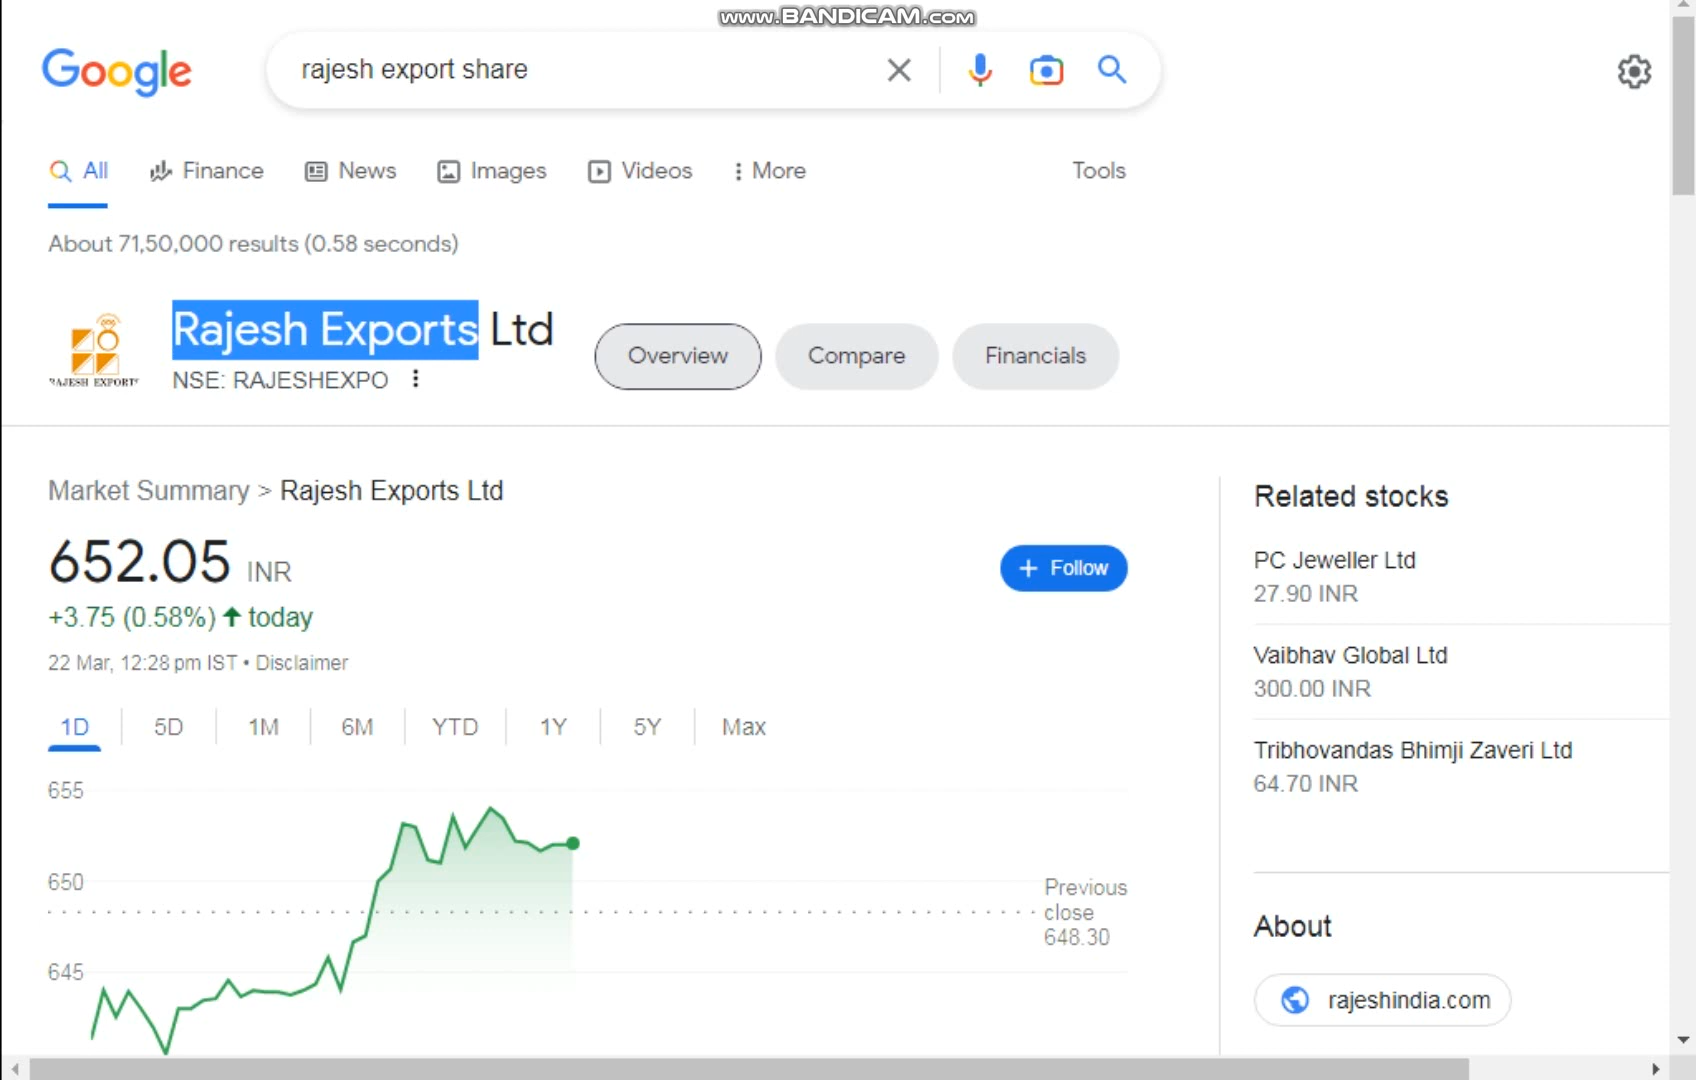 www.BANDICAM.com
Google
rajesh export share
All
Finance
News
Images
Videos
More
Tools
About 71,50,000 results (0.58 seconds)
RAJESH EXPORTS
Rajesh Exports Ltd
NSE: RAJESHEXPO
Overview
Compare
Financials
Market Summary > Rajesh Exports Ltd
652.05 INR
+3.75 (0.58%) ↑ today
22 Mar, 12:28 pm IST • Disclaimer
+ Follow
1D
5D
1M
6M
YTD
1Y
5Y
Max
655
650
645
Previous
close
648.30
Related stocks
PC Jeweller Ltd
27.90 INR
Vaibhav Global Ltd
300.00 INR
Tribhovandas Bhimji Zaveri Ltd
64.70 INR
About
rajeshindia.com